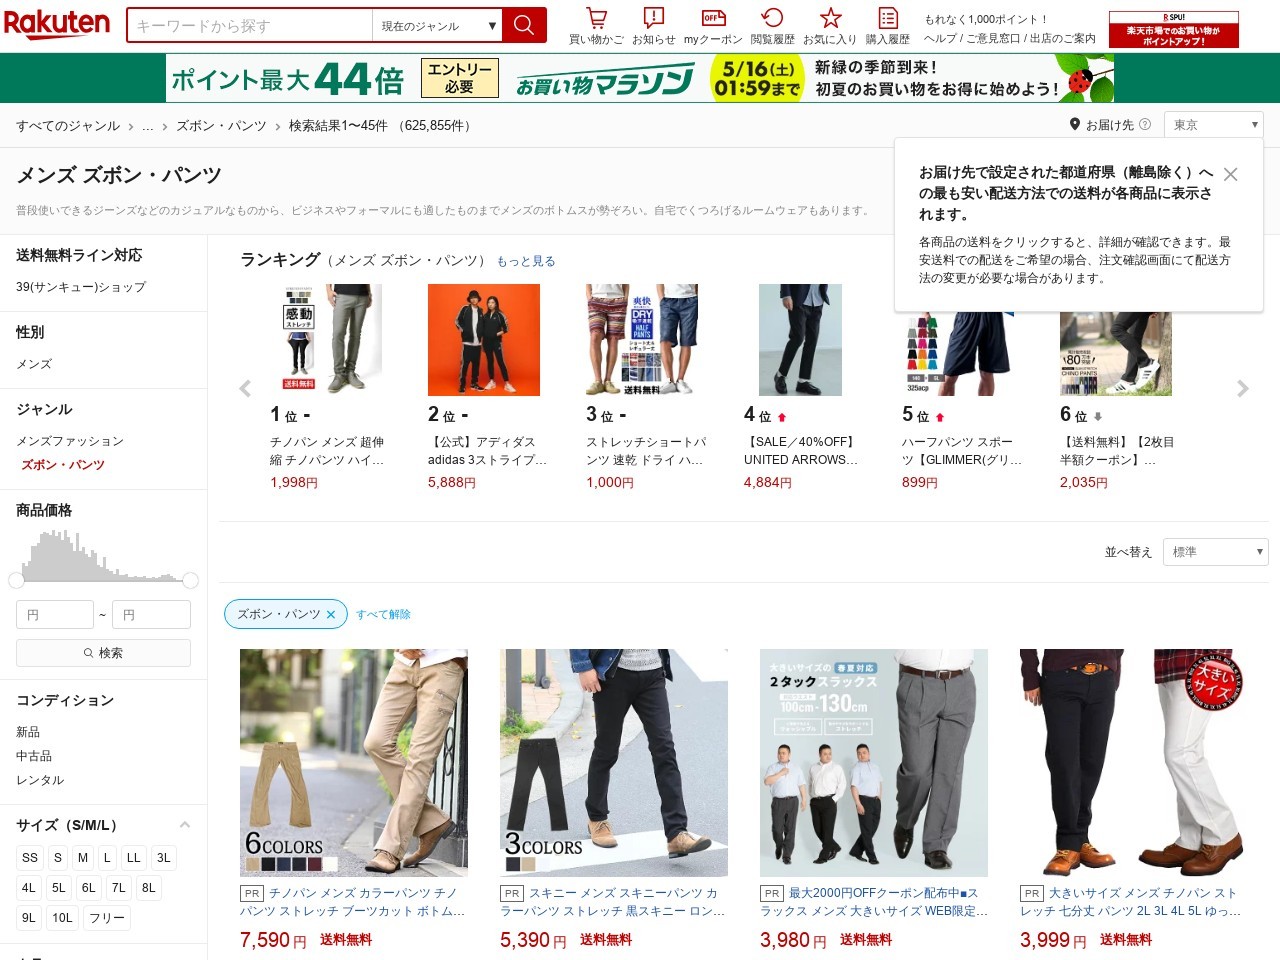 Rakuten
キーワードから探す
現在のジャンル ▼
買い物かご
お知らせ
myクーポン
閲覧履歴
お気に入り
購入履歴
もれなく1,000ポイント！
ヘルプ / ご意見窓口 / 出店のご案内
SPU!
楽天市場でのお買い物が
ポイントアップ！
ポイント最大44倍
エントリー
必要
お買い物マラソン
5/16(土)
01:59まで
新緑の季節到来！
初夏のお買い物をお得に始めよう！
すべてのジャンル > ... > ズボン・パンツ > 検索結果1〜45件 （625,855件）
お届け先
東京
お届け先で設定された都道府県（離島除く）へ
の最も安い配送方法での送料が各商品に表示さ
れます。
各商品の送料をクリックすると、詳細が確認できます。最
安送料での配送をご希望の場合、注文確認画面にて配送方
法の変更が必要な場合があります。
メンズ ズボン・パンツ
普段使いできるジーンズなどのカジュアルなものから、ビジネスやフォーマルにも適したものまでメンズのボトムスが勢ぞろい。自宅でくつろげるルームウェアもあります。
送料無料ライン対応
39(サンキュー)ショップ
性別
メンズ
ジャンル
メンズファッション
ズボン・パンツ
商品価格
円 ~ 円
検索
コンディション
新品
中古品
レンタル
サイズ（S/M/L）
SS S M L LL 3L
4L 5L 6L 7L 8L
9L 10L フリー
ランキング（メンズ ズボン・パンツ） もっと見る
感動
ストレッチ
送料無料
1 位 -
チノパン メンズ 超伸
縮 チノパンツ ハイ…
1,998円
2 位 -
【公式】アディダス
adidas 3ストライプ…
5,888円
爽快
DRY
HALF
PANTS
送料無料
3 位 -
ストレッチショートパ
ンツ 速乾 ドライ ハ…
1,000円
4 位
【SALE／40%OFF】
UNITED ARROWS…
4,884円
325acp
5 位
ハーフパンツ スポー
ツ【GLIMMER(グリ…
899円
80
CHINO PANTS
6 位
【送料無料】【2枚目
半額クーポン】…
2,035円
並べ替え
標準
ズボン・パンツ ×
すべて解除
6COLORS
PR チノパン メンズ カラーパンツ チノ
パンツ ストレッチ ブーツカット ボトム…
7,590円 送料無料
3COLORS
PR スキニー メンズ スキニーパンツ カ
ラーパンツ ストレッチ 黒スキニー ロン…
5,390円 送料無料
大きいサイズの 春夏対応
2タックスラックス
100cm-130cm
PR 最大2000円OFFクーポン配布中■ス
ラックス メンズ 大きいサイズ WEB限定…
3,980円 送料無料
大きい
サイズ
PR 大きいサイズ メンズ チノパン スト
レッチ 七分丈 パンツ 2L 3L 4L 5L ゆっ…
3,999円 送料無料